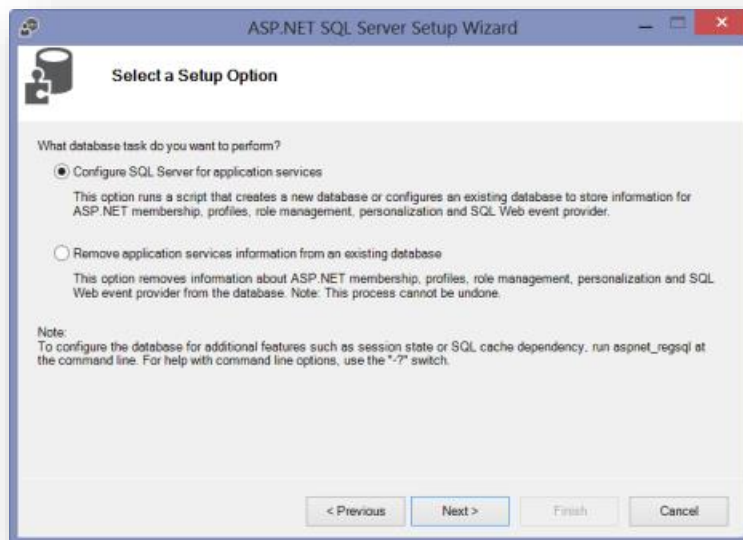 ASP.NET SQL Server Setup Wizard
Select a Setup Option
What database task do you want to perform?
Configure SQL Server for application services
This option runs a script that creates a new database or configures an existing database to store information for
ASP.NET membership, profiles, role management, personalization and SQL Web event provider.
Remove application services information from an existing database
This option removes information about ASP.NET membership, profiles, role management, personalization and SQL
Web event provider from the database. Note: This process cannot be undone.
Note:
To configure the database for additional features such as session state or SQL cache dependency, run aspnet_regsql at
the command line. For help with command line options, use the "-?" switch.
< Previous Next > Finish Cancel